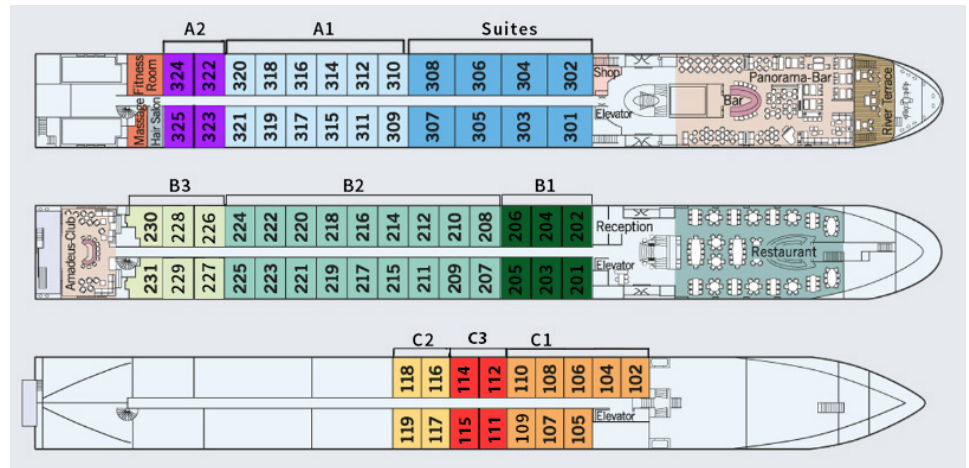 A2 A1 Suites
Fitness Room 324 322 320 318 316 314 312 310 308 306 304 302 Shop Panorama-Bar
Bar River Terrace
Massage Hair Salon 325 323 321 319 317 315 311 309 307 305 303 301 Elevator
B3 B2 B1
230 228 226 224 222 220 218 216 214 212 210 208 206 204 202 Reception
Amadeus-Club Restaurant
231 229 227 225 223 221 219 217 215 211 209 207 205 203 201 Elevator
C2 C3 C1
118 116 114 112 110 108 106 104 102
119 117 115 111 109 107 105 Elevator